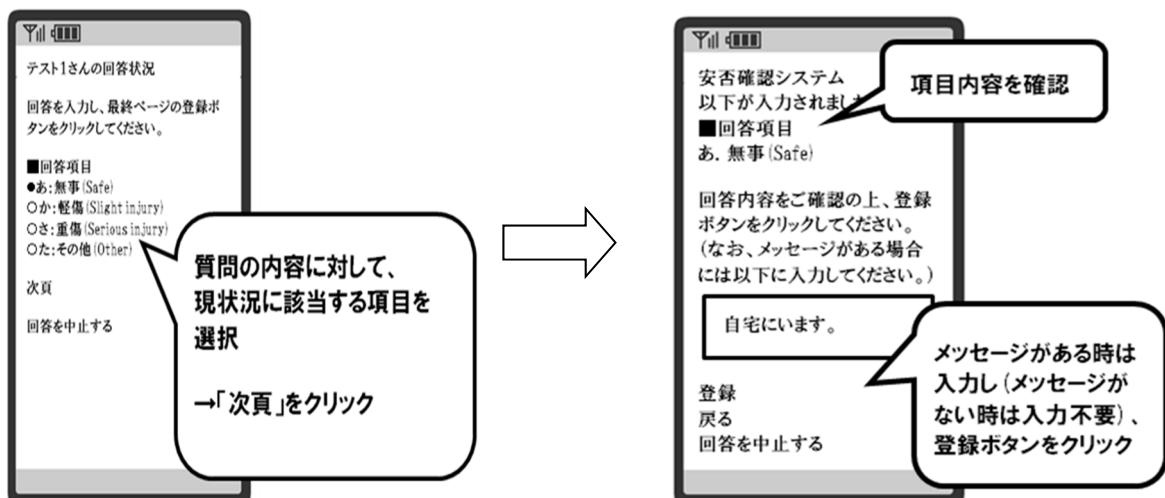 テスト1さんの回答状況
回答を入力し、最終ページの登録ボ
タンをクリックしてください。
■回答項目
●あ:無事(Safe)
○か:軽傷(Slight injury)
○さ:重傷(Serious injury)
○た:その他(Other)
次頁
回答を中止する
質問の内容に対して、
現状況に該当する項目を
選択
→「次頁」をクリック
安否確認システム
以下が入力されまし
■回答項目
あ. 無事(Safe)
回答内容をご確認の上、登録
ボタンをクリックしてください。
(なお、メッセージがある場合
には以下に入力してください。)
自宅にいます。
登録
戻る
回答を中止する
項目内容を確認
メッセージがある時は
入力し(メッセージが
ない時は入力不要)、
登録ボタンをクリック